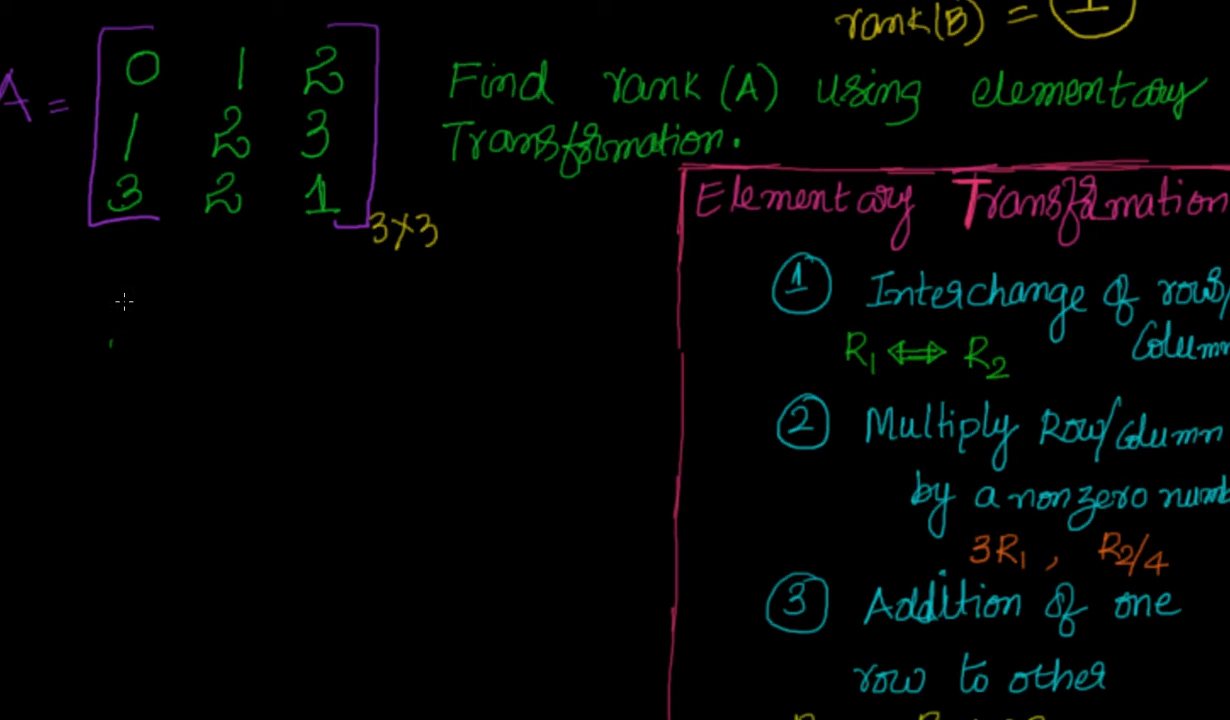 rank(B) = 1
A = [ 0 1 2
1 2 3
3 2 1 ] 3×3
Find rank (A) using elementary
Transformation.
Elementary Transformation
1 Interchange of rows/
Column
R1 ⇔ R2
2 Multiply Row/Column
by a nonzero numb
3R1 , R2/4
3 Addition of one
row to other